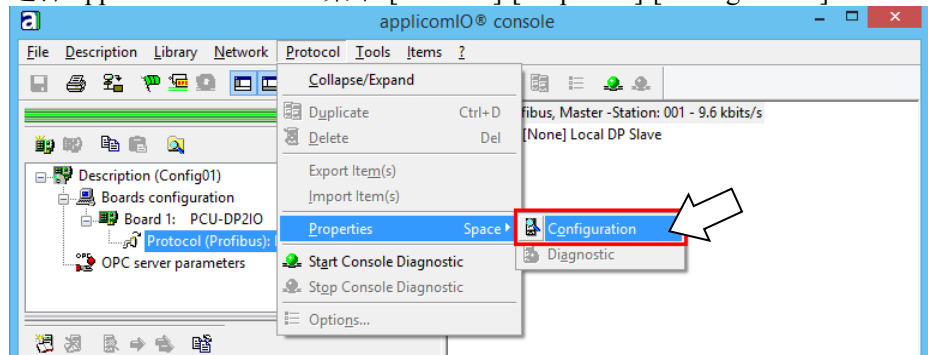 applicomIO® console
File Description Library Network Protocol Tools Items ?
Collapse/Expand
Duplicate Ctrl+D
Delete Del
Export Item(s)
Import Item(s)
Properties Space
Configuration
Diagnostic
Start Console Diagnostic
Stop Console Diagnostic
Options...
fibus, Master -Station: 001 - 9.6 kbits/s
[None] Local DP Slave
Description (Config01)
Boards configuration
Board 1: PCU-DP2IO
Protocol (Profibus):
OPC server parameters